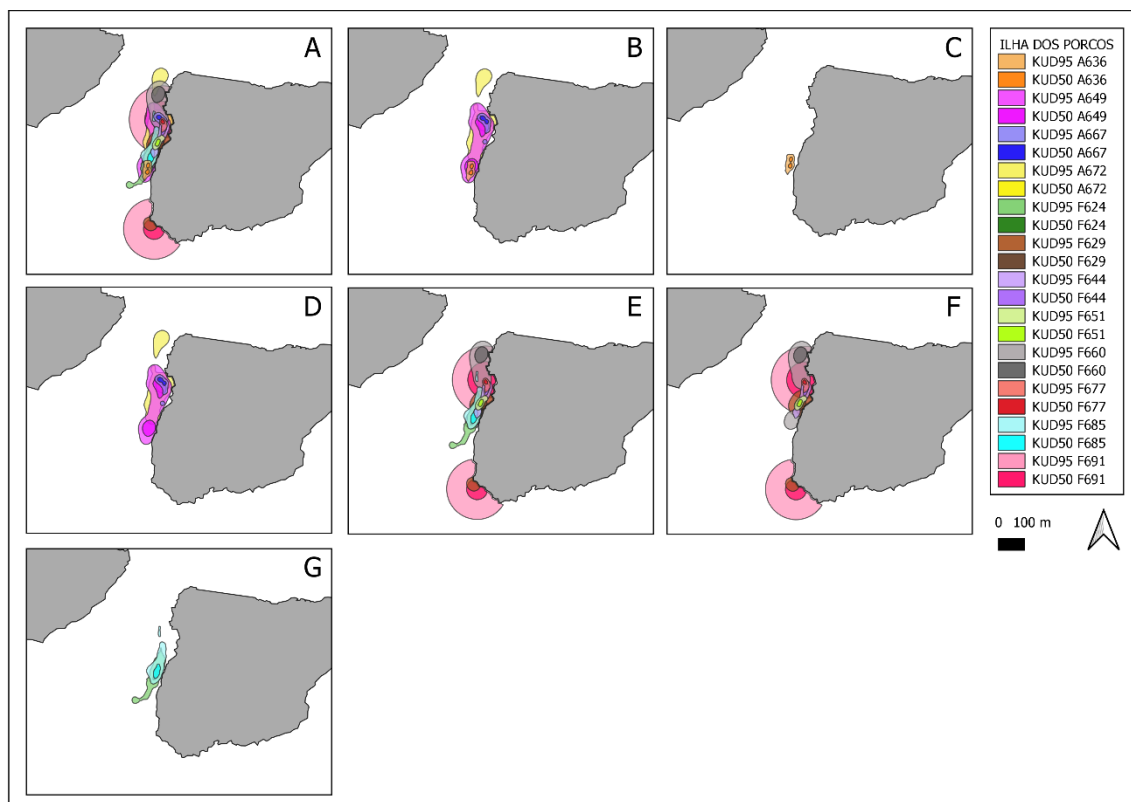 A
B
C
D
E
F
G
ILHA DOS PORCOS
KUD95 A636
KUD50 A636
KUD95 A649
KUD50 A649
KUD95 A667
KUD50 A667
KUD95 A672
KUD50 A672
KUD95 F624
KUD50 F624
KUD95 F629
KUD50 F629
KUD95 F644
KUD50 F644
KUD95 F651
KUD50 F651
KUD95 F660
KUD50 F660
KUD95 F677
KUD50 F677
KUD95 F685
KUD50 F685
KUD95 F691
KUD50 F691
0 100 m